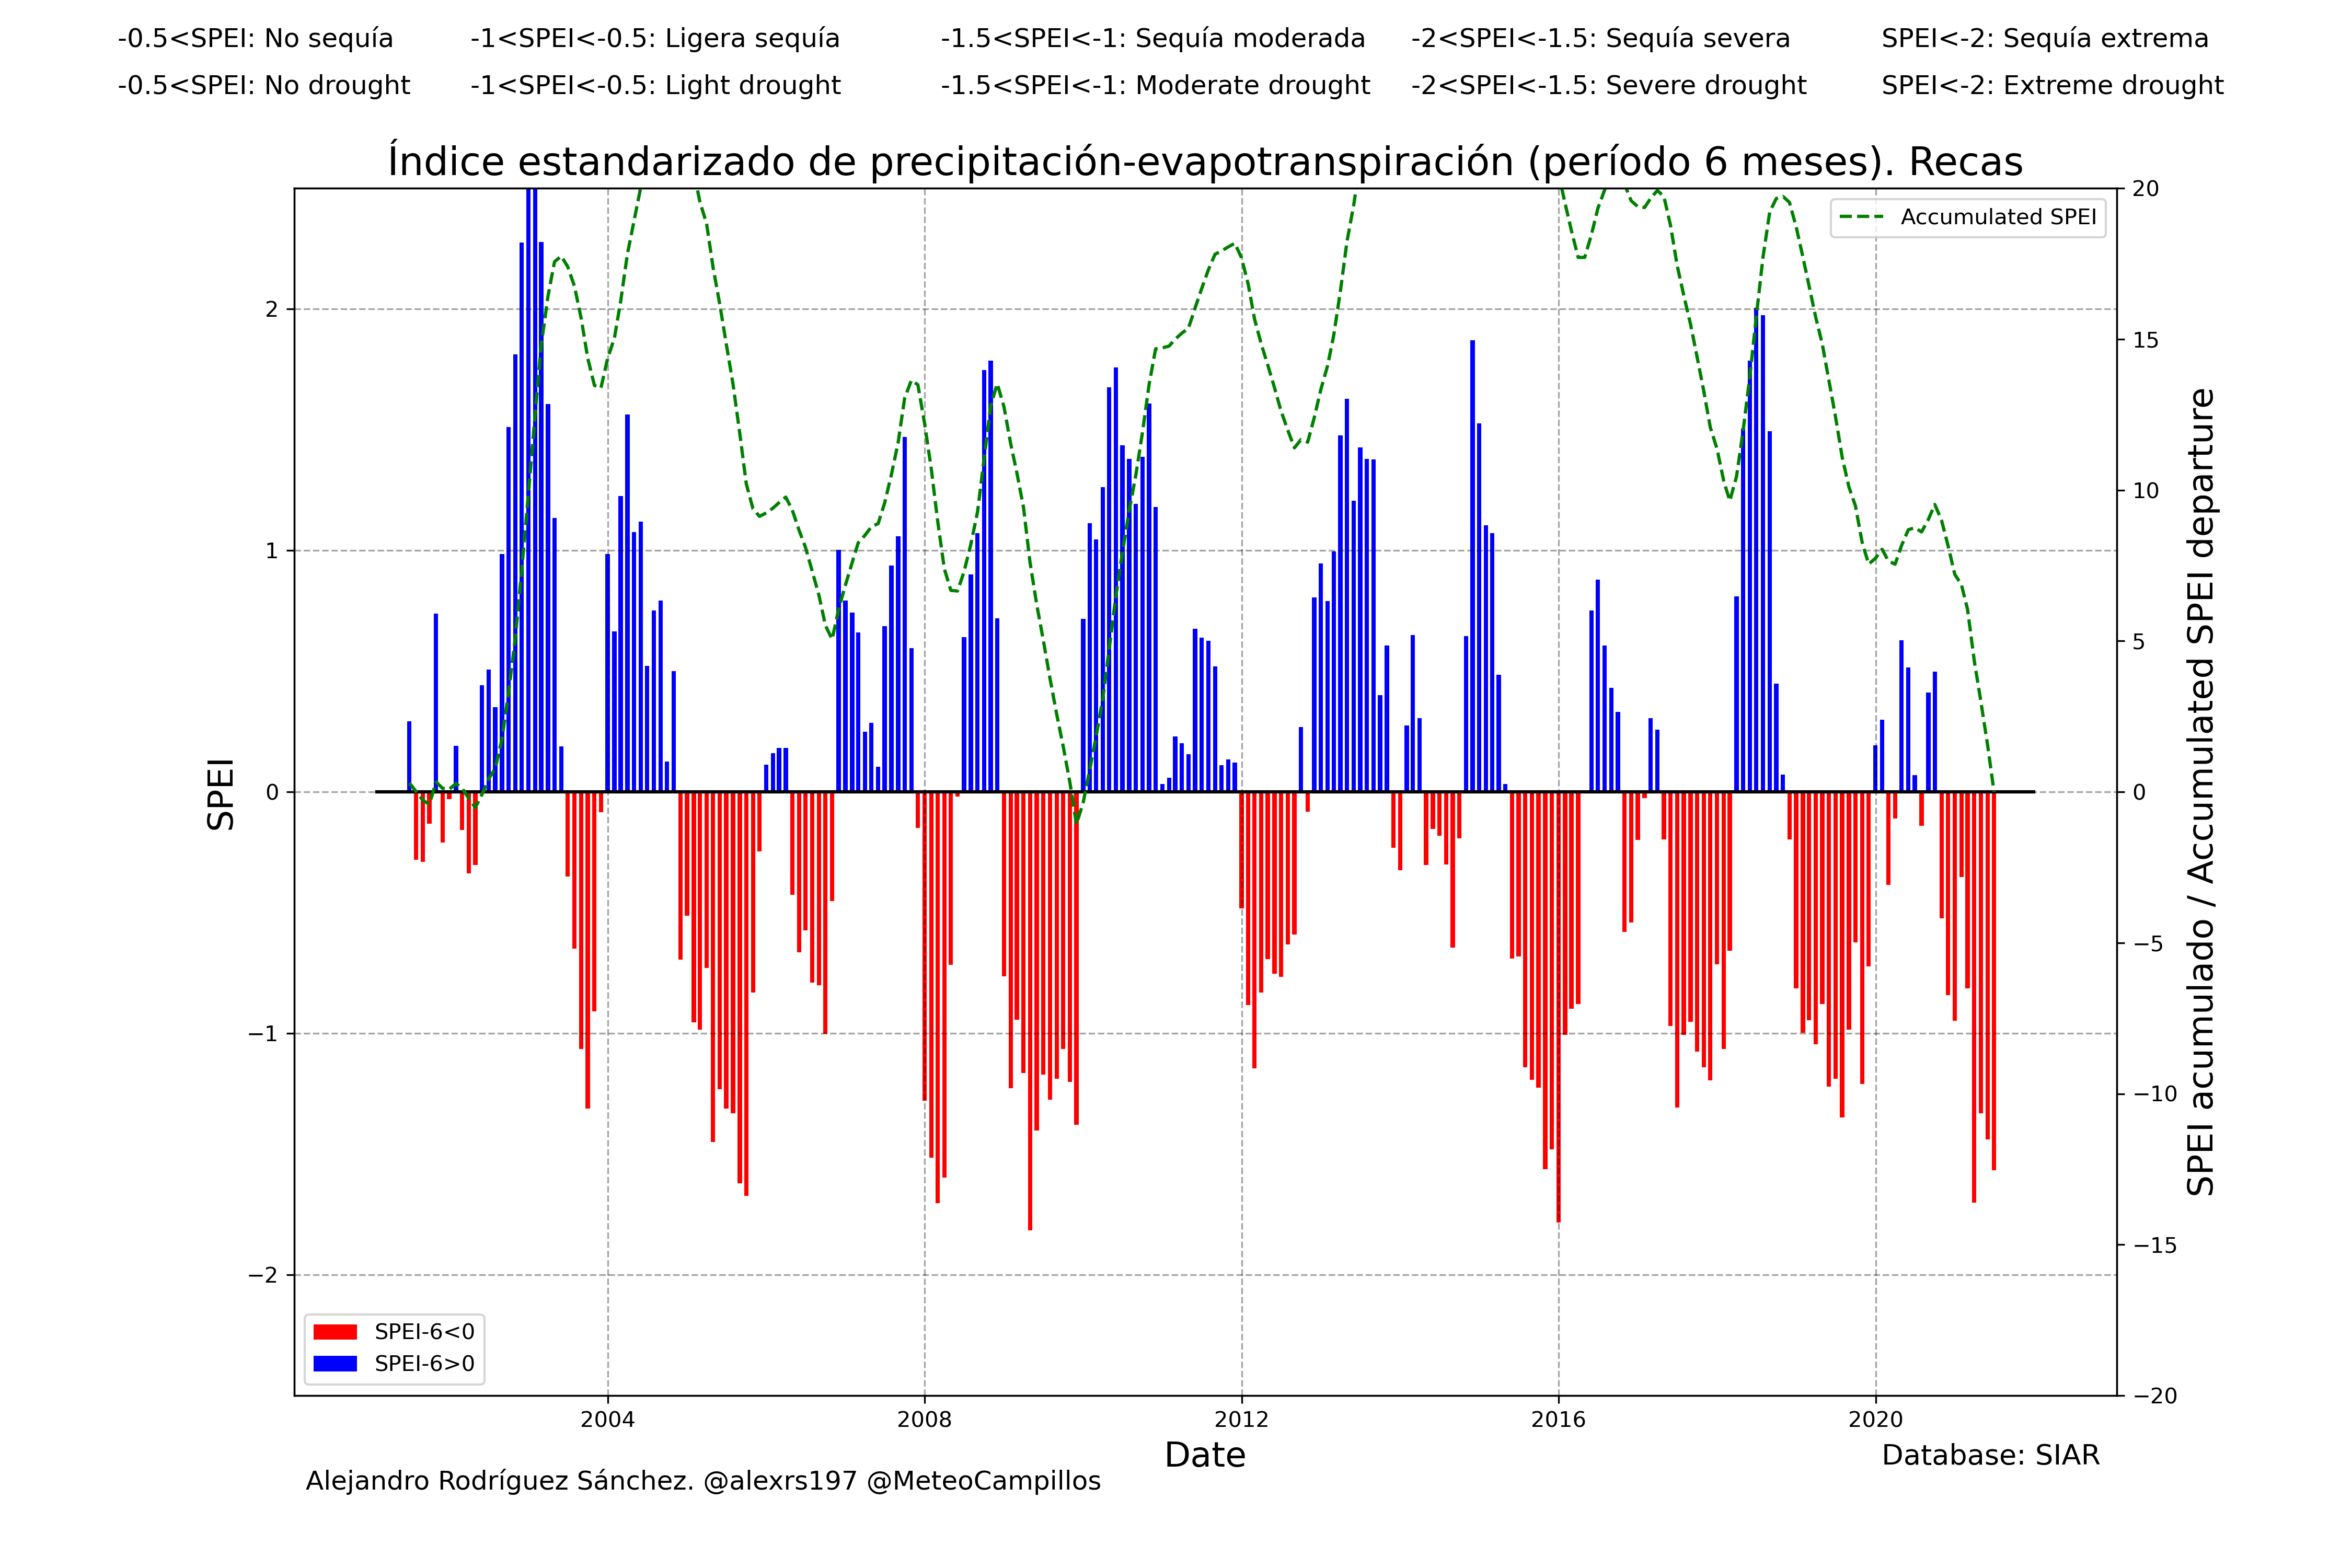 -0.5<SPEI: No sequía -1<SPEI<-0.5: Ligera sequía -1.5<SPEI<-1: Sequía moderada -2<SPEI<-1.5: Sequía severa SPEI<-2: Sequía extrema
-0.5<SPEI: No drought -1<SPEI<-0.5: Light drought -1.5<SPEI<-1: Moderate drought -2<SPEI<-1.5: Severe drought SPEI<-2: Extreme drought
Índice estandarizado de precipitación-evapotranspiración (período 6 meses). Recas
Accumulated SPEI
SPEI
2
1
0
−1
−2
20
15
10
5
0
−5
−10
−15
−20
SPEI acumulado / Accumulated SPEI departure
SPEI-6<0
SPEI-6>0
2004 2008 2012 2016 2020
Date
Database: SIAR
Alejandro Rodríguez Sánchez. @alexrs197 @MeteoCampillos